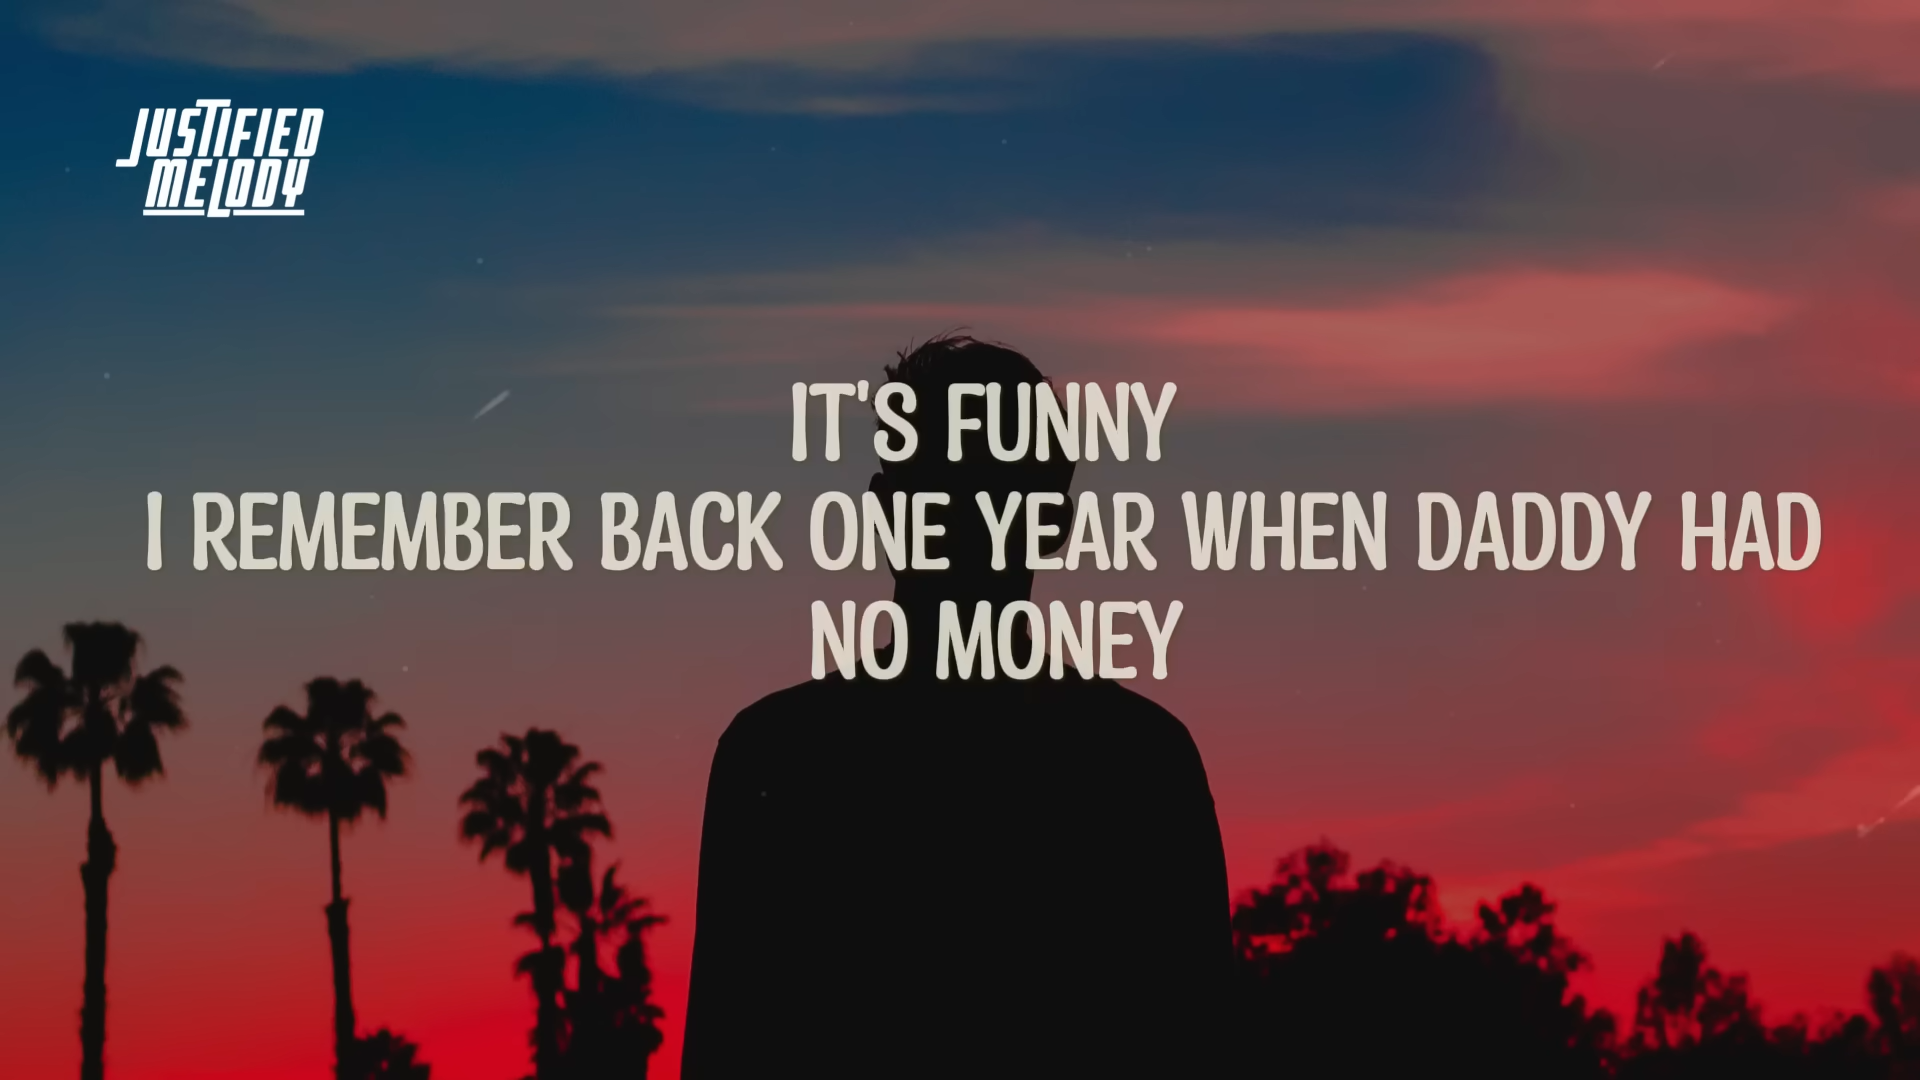 JUSTIFIED
MELODY
IT'S FUNNY
I REMEMBER BACK ONE YEAR WHEN DADDY HAD
NO MONEY